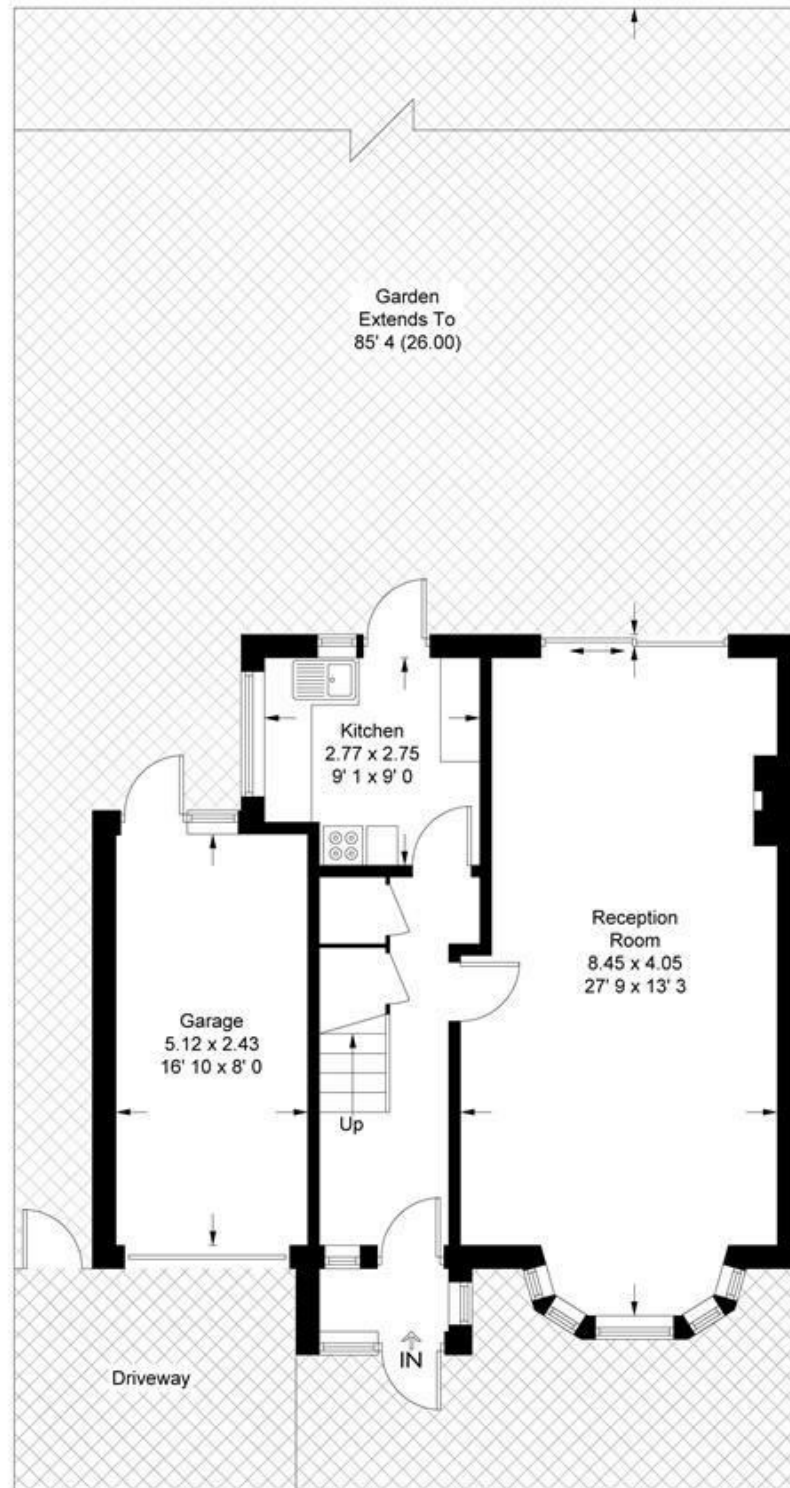 Garden
Extends To
85' 4 (26.00)
Kitchen
2.77 x 2.75
9' 1 x 9' 0
Reception
Room
8.45 x 4.05
27' 9 x 13' 3
Garage
5.12 x 2.43
16' 10 x 8' 0
Up
IN
Driveway